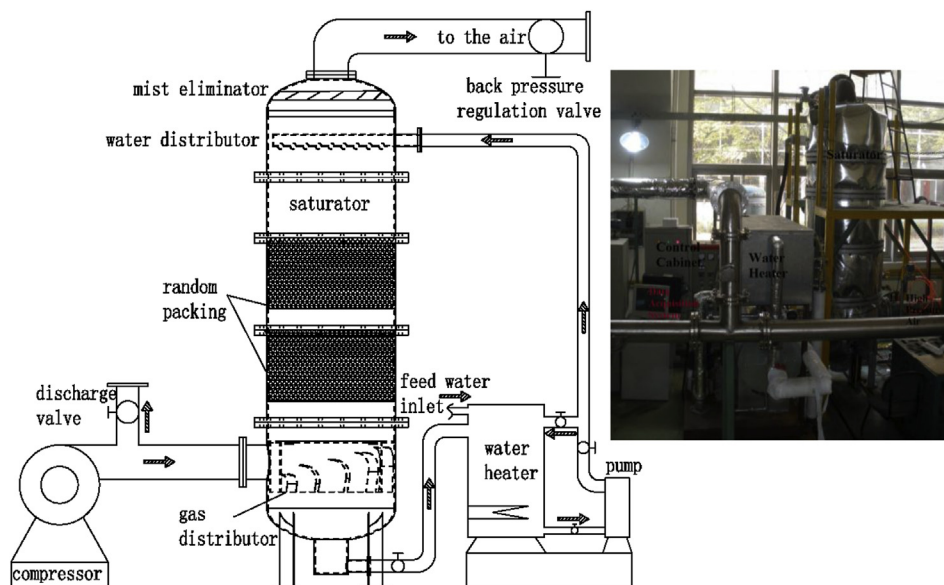 to the air
back pressure
regulation valve
mist eliminator
water distributor
saturator
random
packing
discharge
valve
feed water
inlet
water
heater
pump
gas
distributor
compressor
Saturator
Control
Cabinet
Water
Heater
Air